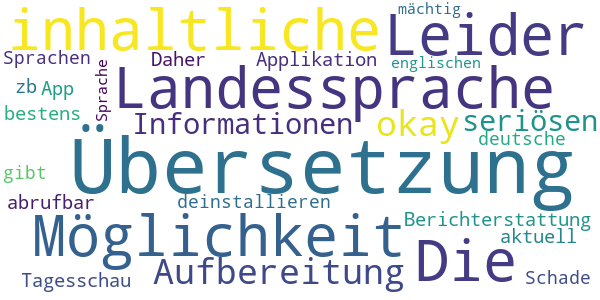 mächtig
inhaltliche Leider
Sprachen Daher Applikation englischen
zb App Sprache Landessprache
bestens Informationen okay seriösen
deutsche
Übersetzung
gibt
abrufbar deinstallieren
Möglichkeit Berichterstattung
aktuell
Die
Tagesschau Aufbereitung Schade